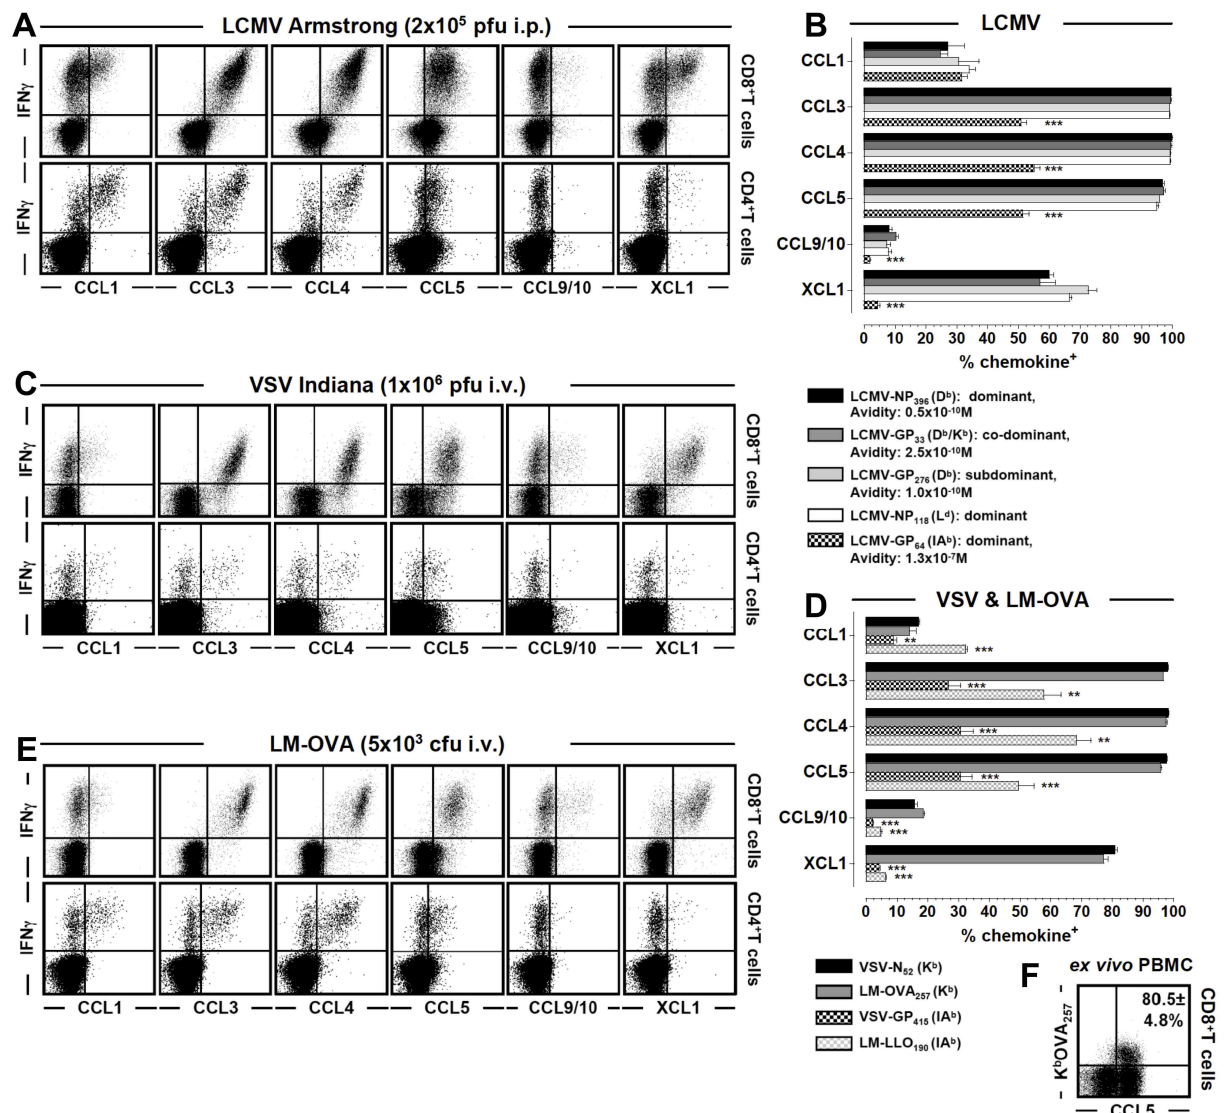 A
LCMV Armstrong (2x10⁵ pfu i.p.)
IFNγ
CD8⁺T cells
IFNγ
CD4⁺T cells
CCL1 CCL3 CCL4 CCL5 CCL9/10 XCL1
B
LCMV
CCL1
CCL3
***
CCL4
***
CCL5
***
CCL9/10
***
XCL1
***
0 10 20 30 40 50 60 70 80 90 100
% chemokine⁺
LCMV-NP₃₉₆ (Dᵇ): dominant,
Avidity: 0.5x10⁻¹⁰M
LCMV-GP₃₃ (Dᵇ/Kᵇ): co-dominant,
Avidity: 2.5x10⁻¹⁰M
LCMV-GP₂₇₆ (Dᵇ): subdominant,
Avidity: 1.0x10⁻¹⁰M
LCMV-NP₁₁₈ (Lᵈ): dominant
LCMV-GP₆₄ (IAᵇ): dominant,
Avidity: 1.3x10⁻⁷M
C
VSV Indiana (1x10⁶ pfu i.v.)
IFNγ
CD8⁺T cells
IFNγ
CD4⁺T cells
CCL1 CCL3 CCL4 CCL5 CCL9/10 XCL1
D
VSV & LM-OVA
CCL1
**
***
CCL3
***
**
CCL4
***
**
CCL5
***
***
CCL9/10
***
***
XCL1
***
***
0 10 20 30 40 50 60 70 80 90 100
% chemokine⁺
VSV-N₅₂ (Kᵇ)
LM-OVA₂₅₇ (Kᵇ)
VSV-GP₄₁₅ (IAᵇ)
LM-LLO₁₉₀ (IAᵇ)
E
LM-OVA (5x10³ cfu i.v.)
IFNγ
CD8⁺T cells
IFNγ
CD4⁺T cells
CCL1 CCL3 CCL4 CCL5 CCL9/10 XCL1
F
ex vivo PBMC
80.5±
4.8%
KᵇOVA₂₅₇
CD8⁺T cells
CCL5